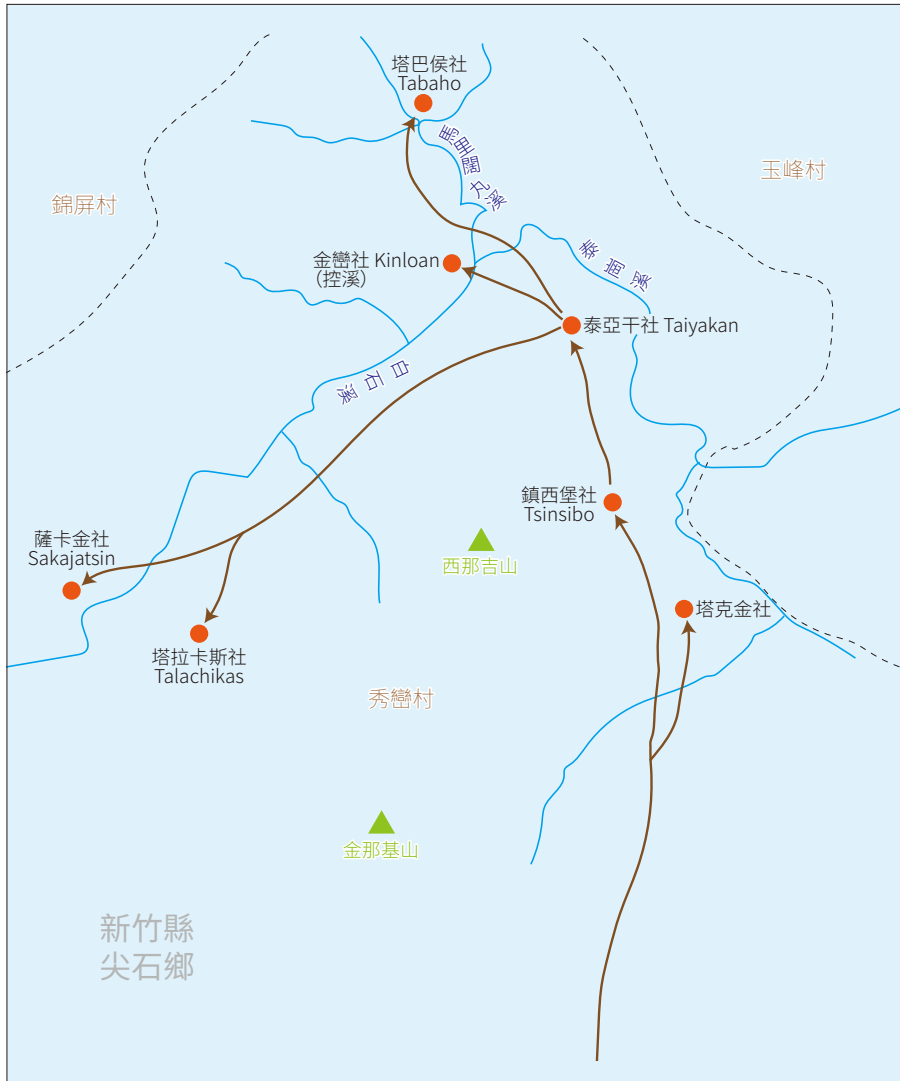 塔巴侯社
Tabaho
馬里闊丸溪
玉峰村
錦屏村
金巒社 Kinloan
(控溪)
泰崗溪
泰亞干社 Taiyakan
白石溪
鎮西堡社
Tsinsibo
薩卡金社
Sakajatsin
西那吉山
塔克金社
塔拉卡斯社
Talachikas
秀巒村
金那基山
新竹縣
尖石鄉